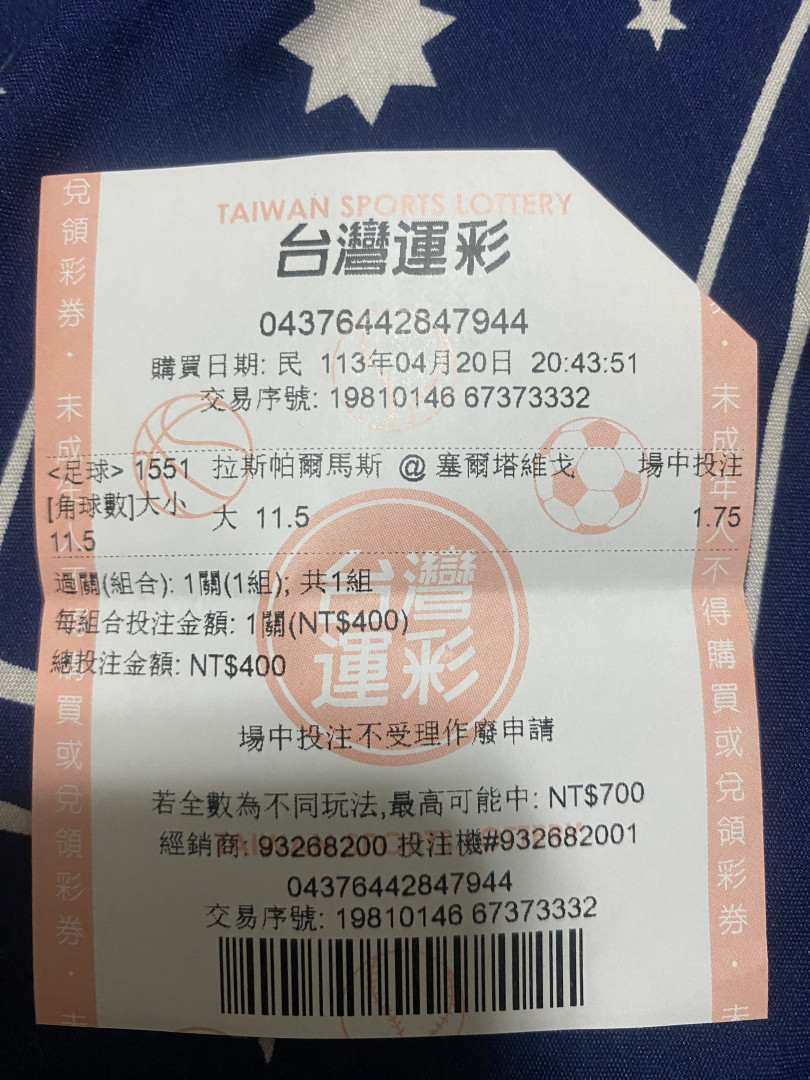 TAIWAN SPORTS LOTTERY
台灣運彩
04376442847944
購買日期: 民 113年04月20日 20:43:51
交易序號: 19810146 67373332
<足球> 1551 拉斯帕爾馬斯 @ 塞爾塔維戈 場中投注
[角球數]大小 大 11.5 1.75
11.5
過關(組合): 1關(1組); 共1組
每組合投注金額: 1關(NT$400)
總投注金額: NT$400
台灣
運彩
場中投注不受理作廢申請
若全數為不同玩法,最高可能中: NT$700
經銷商: 93268200 投注機#932682001
TAIWAN SPORTS LOTTERY
04376442847944
交易序號: 19810146 67373332
兌領彩券・未成年人不得購買或兌領彩券・未
未成年人不得購買或兌領彩券・未